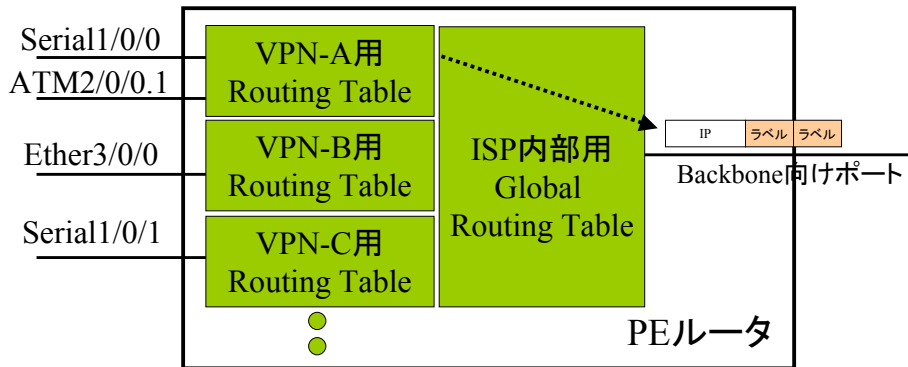 Serial1/0/0
ATM2/0/0.1
Ether3/0/0
Serial1/0/1
VPN-A用
Routing Table
VPN-B用
Routing Table
VPN-C用
Routing Table
ISP内部用
Global
Routing Table
IP ラベル ラベル
Backbone向けポート
PEルータ